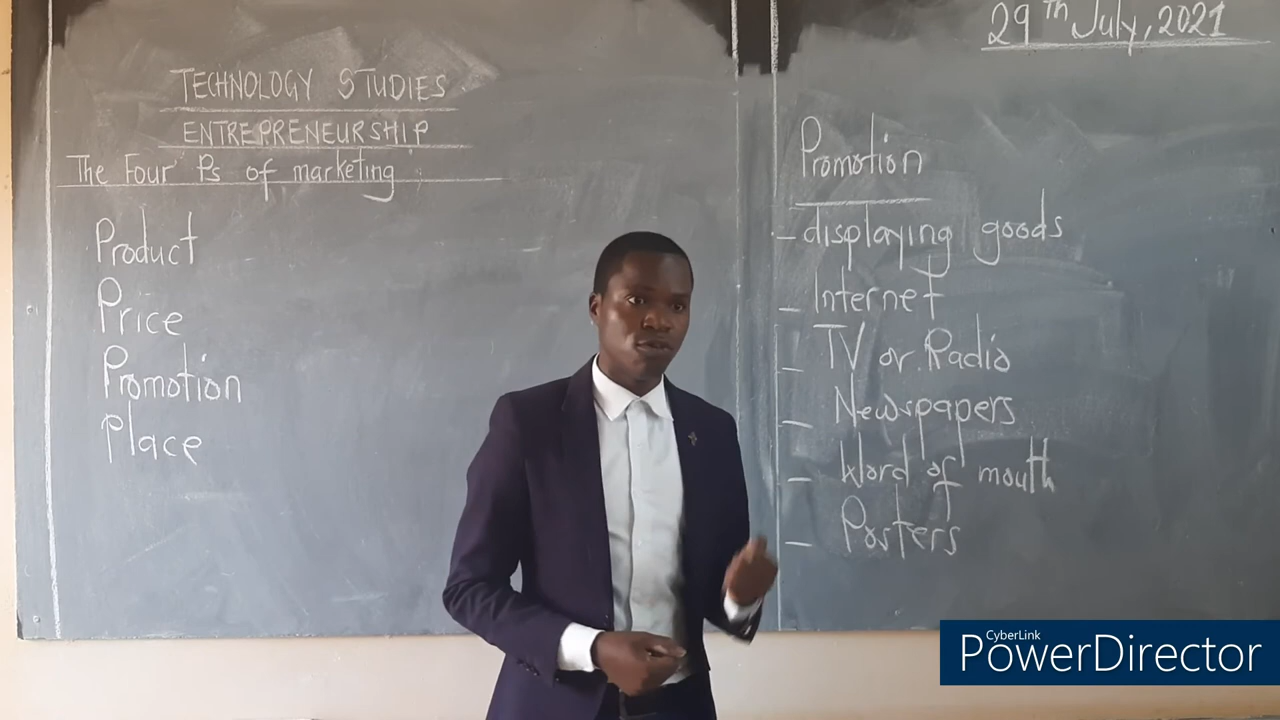 29th July, 2021
TECHNOLOGY STUDIES
ENTREPRENEURSHIP
The Four Ps of marketing
Product
Price
Promotion
Place
Promotion
- displaying goods
- Internet
- TV or Radio
- Newspapers
- Word of mouth
- Posters
CyberLink
PowerDirector